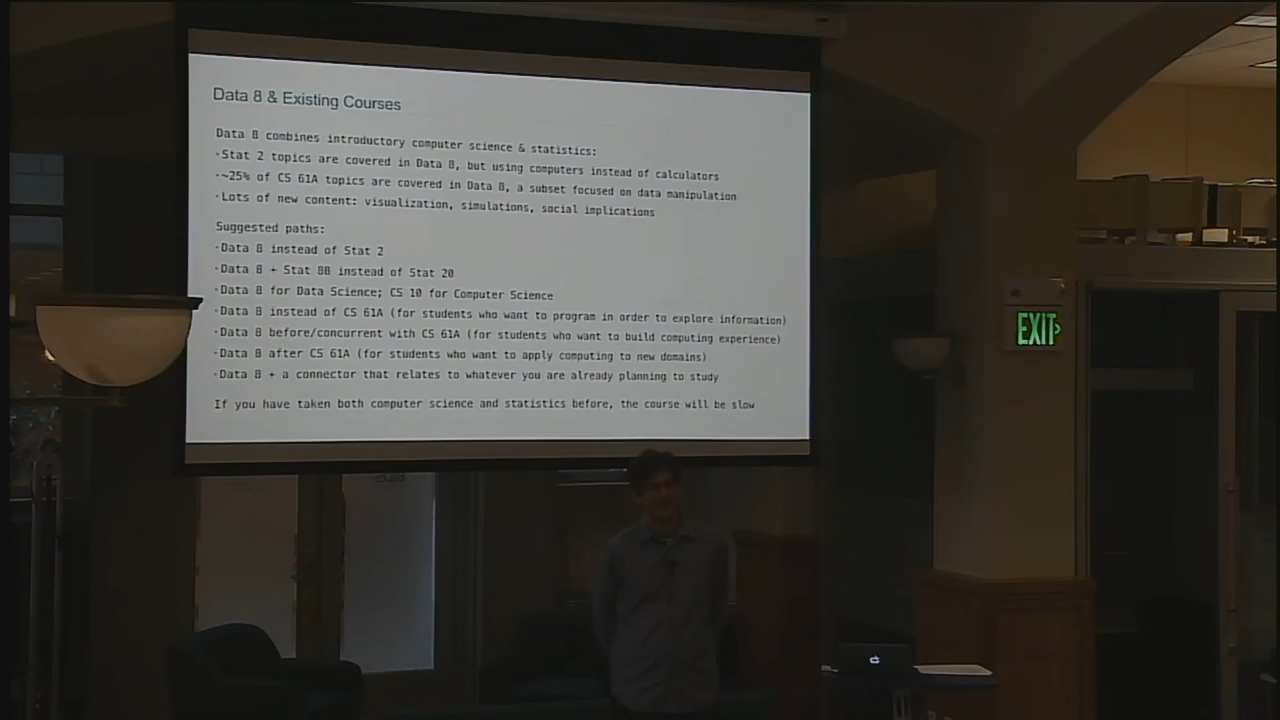 Data 8 & Existing Courses
Data 8 combines introductory computer science & statistics:
·Stat 2 topics are covered in Data 8, but using computers instead of calculators
·~25% of CS 61A topics are covered in Data 8, a subset focused on data manipulation
·Lots of new content: visualization, simulations, social implications
Suggested paths:
·Data 8 instead of Stat 2
·Data 8 + Stat 88 instead of Stat 20
·Data 8 for Data Science; CS 10 for Computer Science
·Data 8 instead of CS 61A (for students who want to program in order to explore information)
·Data 8 before/concurrent with CS 61A (for students who want to build computing experience)
·Data 8 after CS 61A (for students who want to apply computing to new domains)
·Data 8 + a connector that relates to whatever you are already planning to study
If you have taken both computer science and statistics before, the course will be slow
EXIT